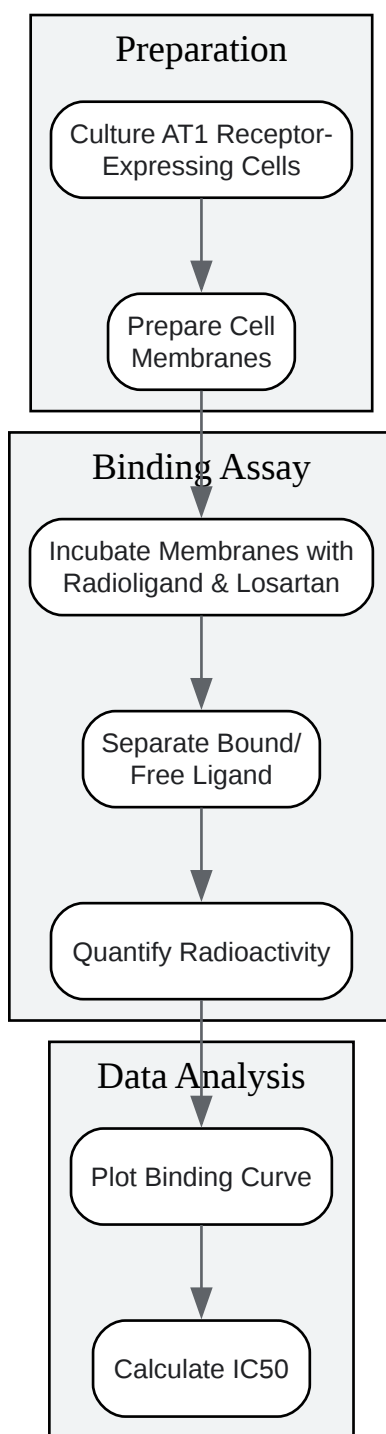 Preparation
Culture AT1 Receptor-
Expressing Cells
Prepare Cell
Membranes
Binding Assay
Incubate Membranes with
Radioligand & Losartan
Separate Bound/
Free Ligand
Quantify Radioactivity
Data Analysis
Plot Binding Curve
Calculate IC50